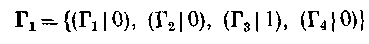 Γ₁ = {(Γ₁ | 0), (Γ₂ | 0), (Γ₃ | 1), (Γ₄ | 0)}